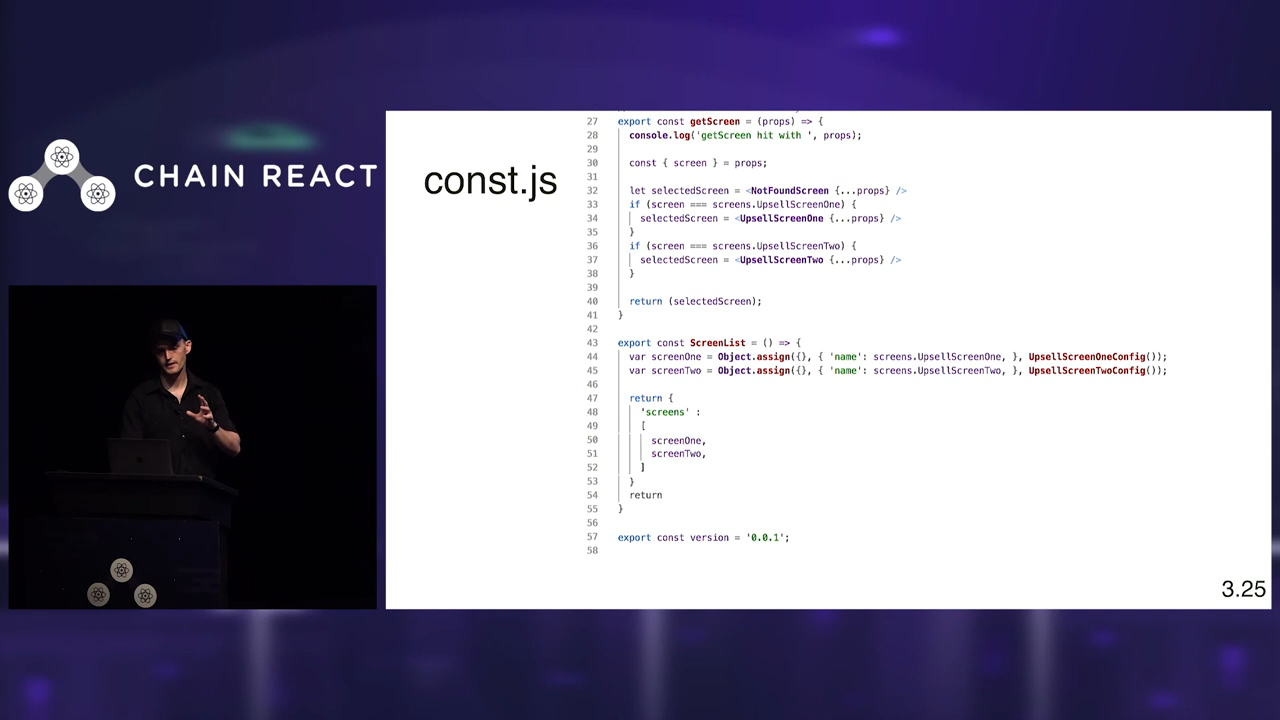 CHAIN REACT
const.js
27 export const getScreen = (props) => {
28 console.log('getScreen hit with ', props);
29
30 const { screen } = props;
31
32 let selectedScreen = <NotFoundScreen {...props} />
33 if (screen === screens.UpsellScreenOne) {
34 selectedScreen = <UpsellScreenOne {...props} />
35 }
36 if (screen === screens.UpsellScreenTwo) {
37 selectedScreen = <UpsellScreenTwo {...props} />
38 }
39
40 return (selectedScreen);
41 }
42
43 export const ScreenList = () => {
44 var screenOne = Object.assign({}, { 'name': screens.UpsellScreenOne, }, UpsellScreenOneConfig());
45 var screenTwo = Object.assign({}, { 'name': screens.UpsellScreenTwo, }, UpsellScreenTwoConfig());
46
47 return {
48 'screens' :
49 [
50 screenOne,
51 screenTwo,
52 ]
53 }
54 return
55 }
56
57 export const version = '0.0.1';
58
3.25